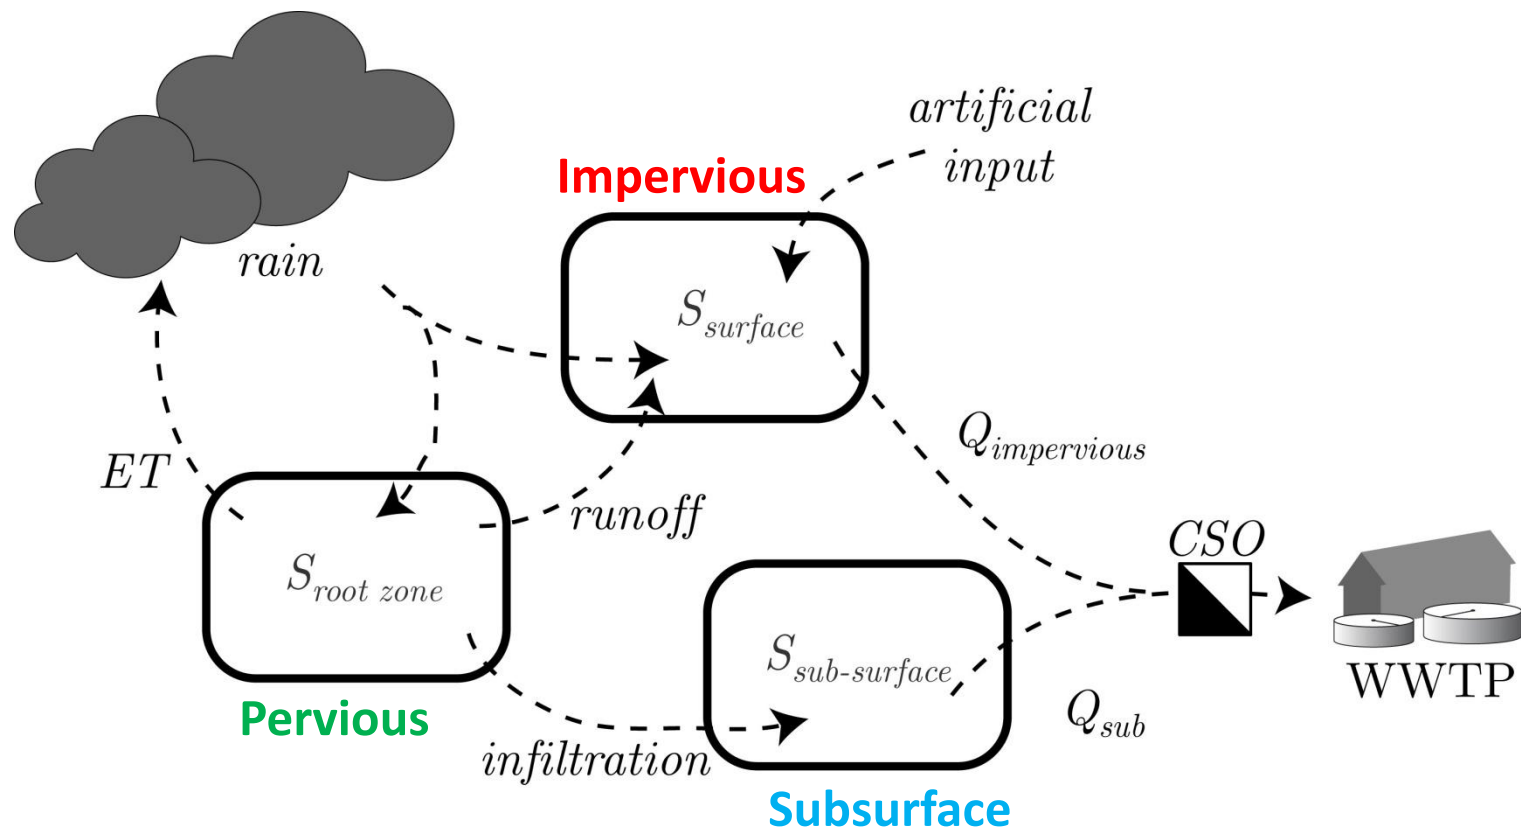 artificial
input
Impervious
rain
S_surface
Q_impervious
ET
runoff
CSO
S_root zone
S_sub-surface
WWTP
Pervious
Q_sub
infiltration
Subsurface